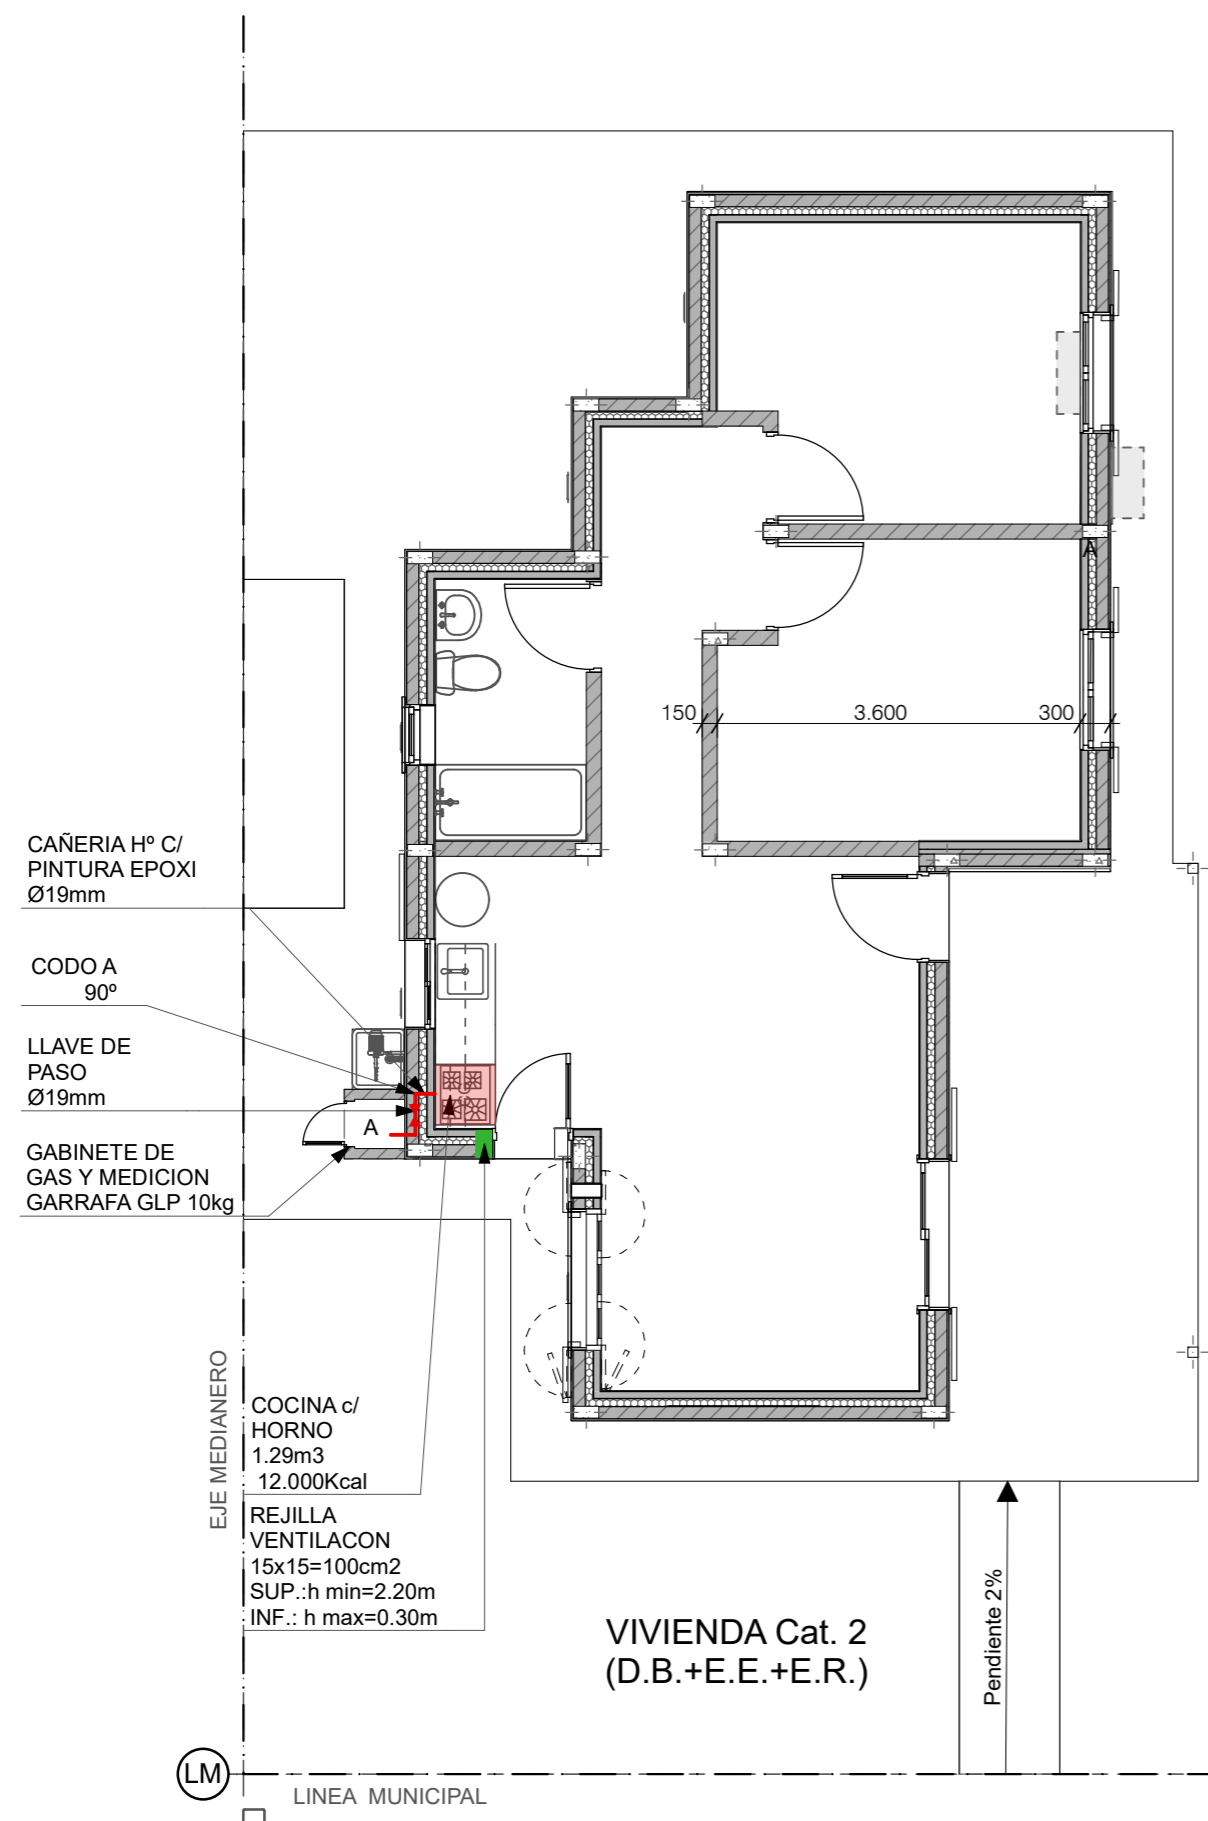 150
3.600
300
A
CAÑERIA Hº C/
PINTURA EPOXI
Ø19mm
CODO A
90º
LLAVE DE
PASO
Ø19mm
A
GABINETE DE
GAS Y MEDICION
GARRAFA GLP 10kg
EJE MEDIANERO
COCINA c/
HORNO
1.29m3
12.000Kcal
REJILLA
VENTILACON
15x15=100cm2
SUP.:h min=2.20m
INF.: h max=0.30m
VIVIENDA Cat. 2
(D.B.+E.E.+E.R.)
Pendiente 2%
LM
LINEA MUNICIPAL